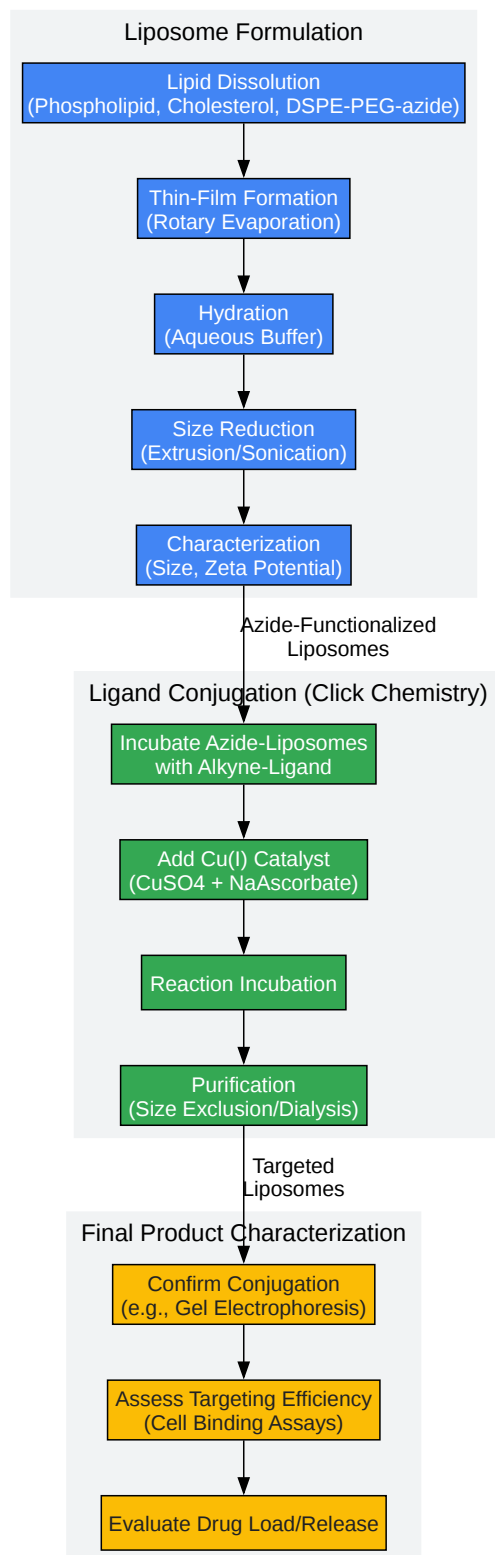 Liposome Formulation
Lipid Dissolution
(Phospholipid, Cholesterol, DSPE-PEG-azide)
Thin-Film Formation
(Rotary Evaporation)
Hydration
(Aqueous Buffer)
Size Reduction
(Extrusion/Sonication)
Characterization
(Size, Zeta Potential)
Azide-Functionalized
Liposomes
Ligand Conjugation (Click Chemistry)
Incubate Azide-Liposomes
with Alkyne-Ligand
Add Cu(I) Catalyst
(CuSO4 + NaAscorbate)
Reaction Incubation
Purification
(Size Exclusion/Dialysis)
Targeted
Liposomes
Final Product Characterization
Confirm Conjugation
(e.g., Gel Electrophoresis)
Assess Targeting Efficiency
(Cell Binding Assays)
Evaluate Drug Load/Release